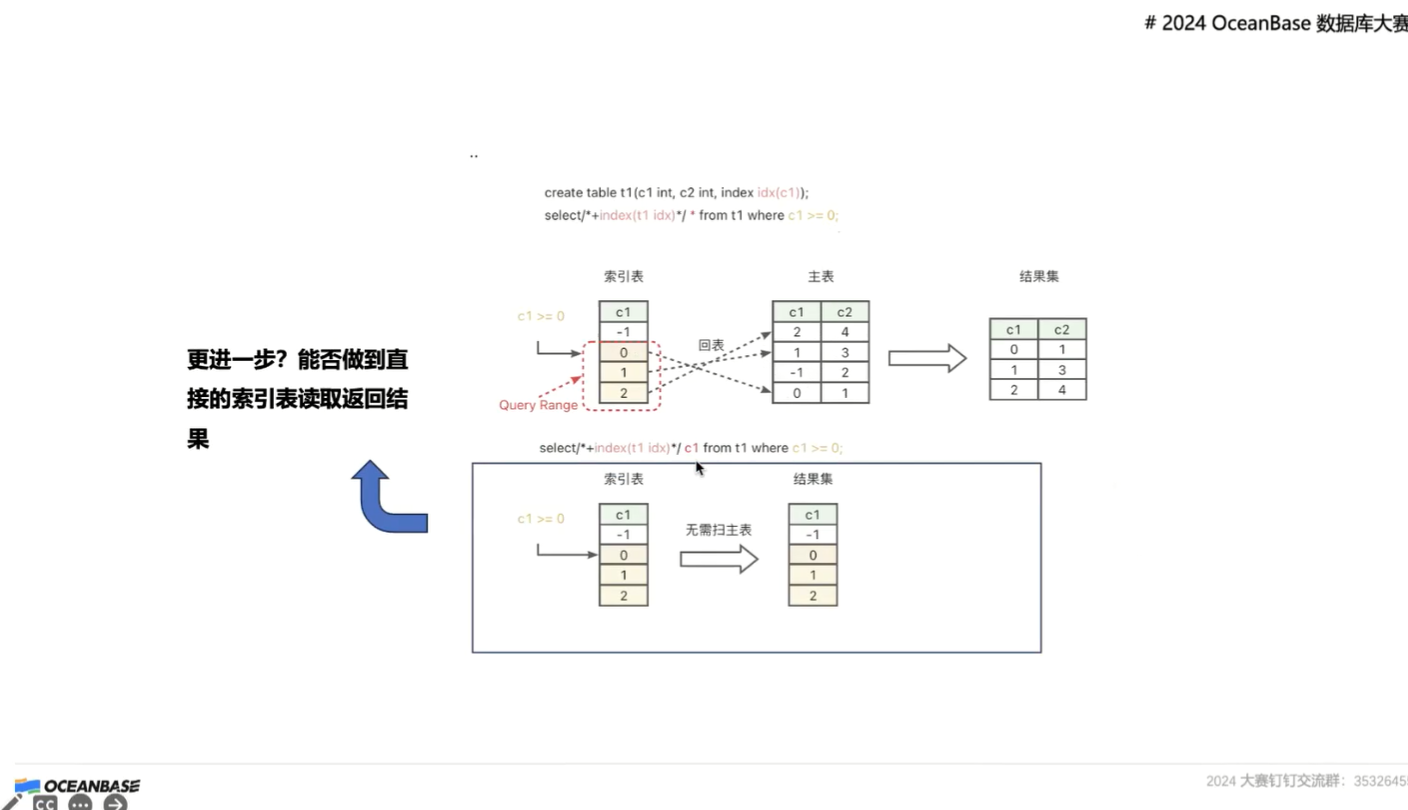 # 2024 OceanBase 数据库大赛
..
create table t1(c1 int, c2 int, index idx(c1));
select/*+index(t1 idx)*/ * from t1 where c1 >= 0;
索引表
主表
结果集
c1 >= 0
c1
-1
0
1
2
Query Range
回表
c1 c2
2 4
1 3
-1 2
0 1
c1 c2
0 1
1 3
2 4
更进一步？能否做到直
接的索引表读取返回结
果
select/*+index(t1 idx)*/ c1 from t1 where c1 >= 0;
索引表
结果集
c1 >= 0
c1
-1
0
1
2
无需扫主表
c1
-1
0
1
2
OCEANBASE
CC
2024 大赛钉钉交流群：3532645